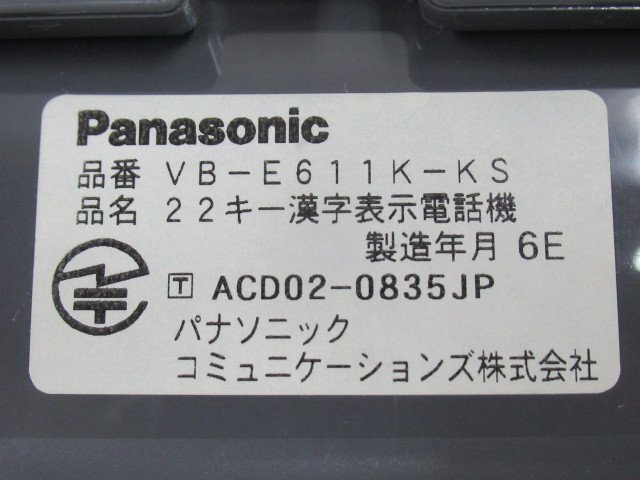 Panasonic
品番 VB-E611K-KS
品名 22キー漢字表示電話機
製造年月 6E
T ACD02-0835JP
パナソニック
コミュニケーションズ株式会社